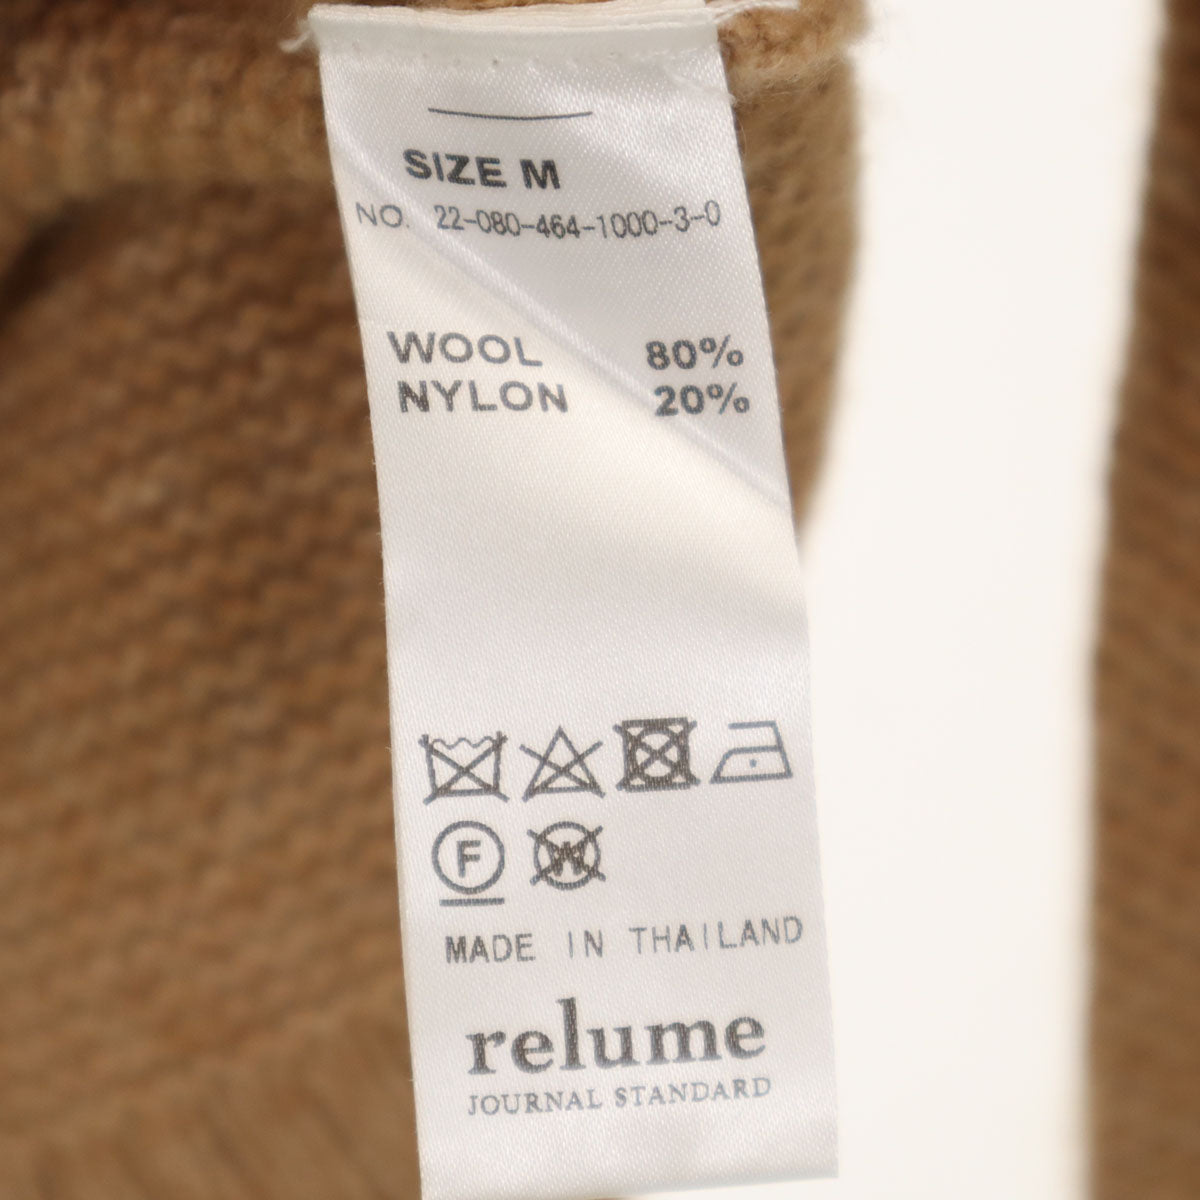 SIZE M
NO. 22-080-464-1000-3-0
WOOL 80%
NYLON 20%
F W
MADE IN THAILAND
relume
JOURNAL STANDARD